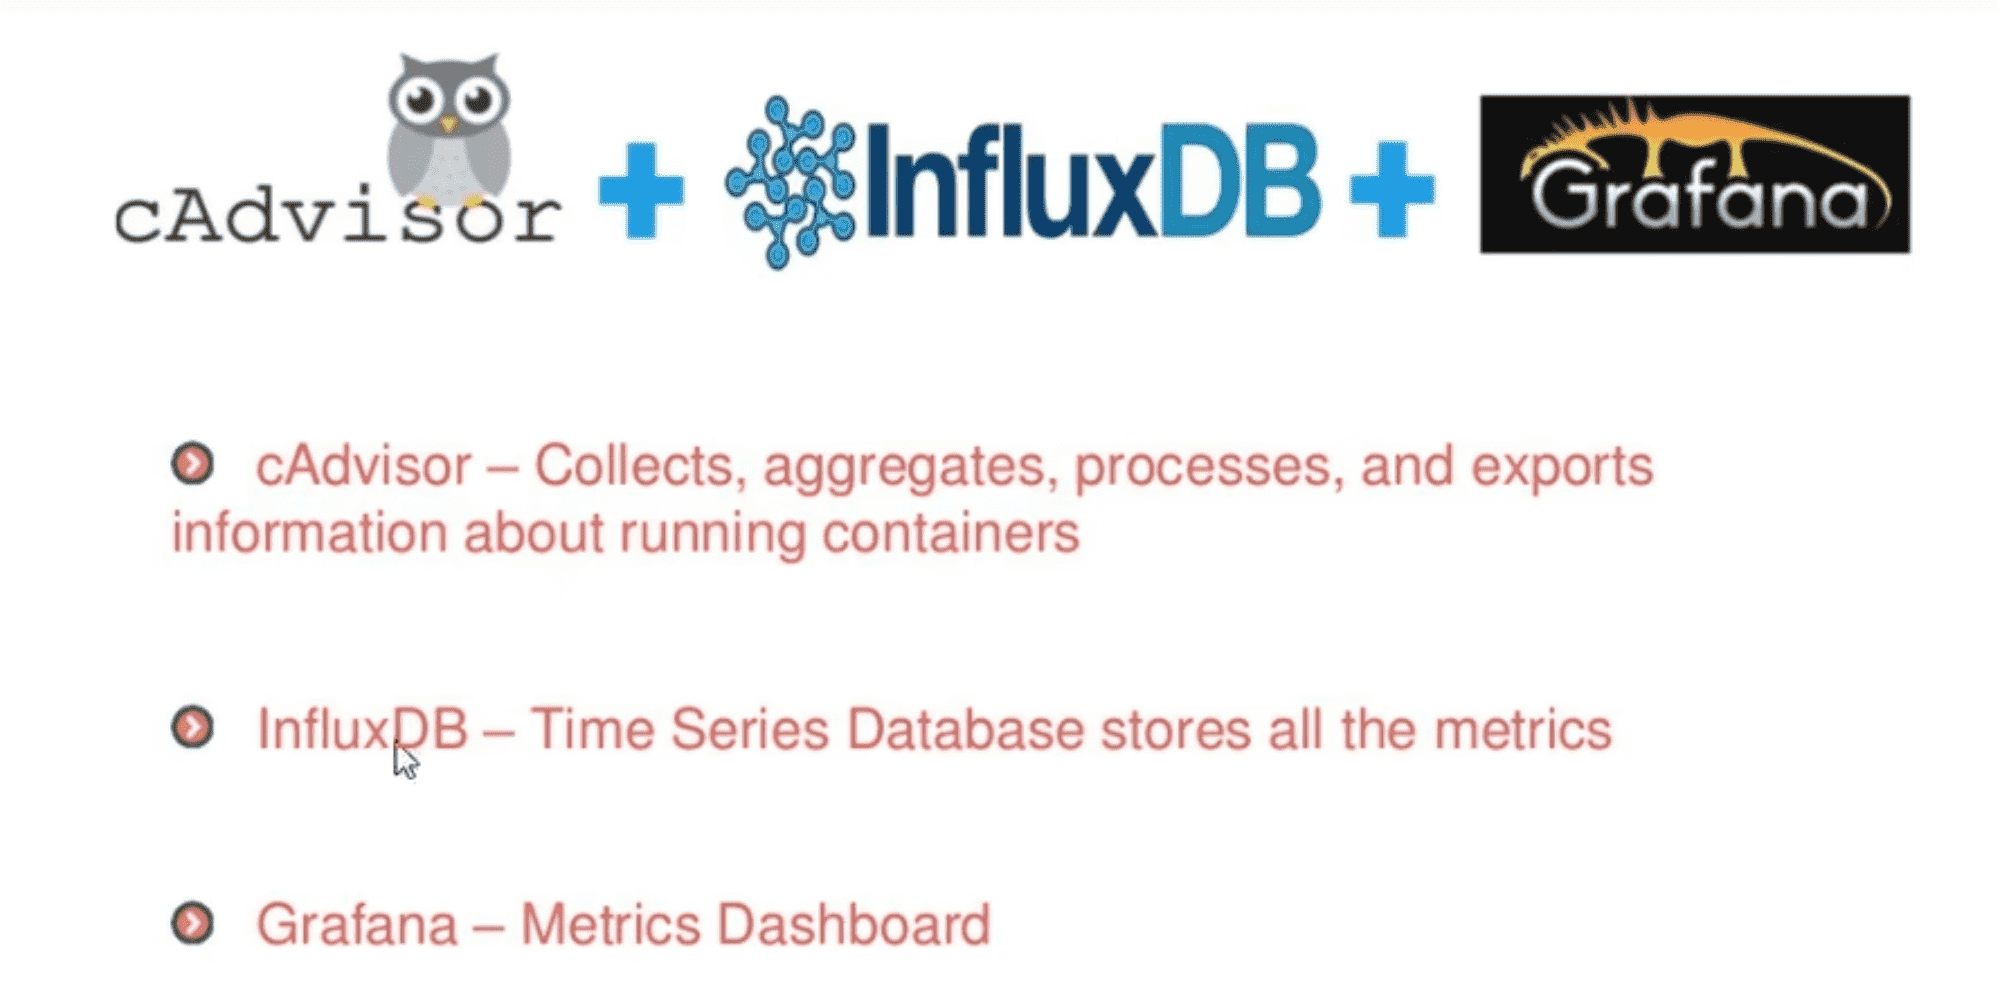 cAdvisor + InfluxDB + Grafana
cAdvisor – Collects, aggregates, processes, and exports
information about running containers
InfluxDB – Time Series Database stores all the metrics
Grafana – Metrics Dashboard